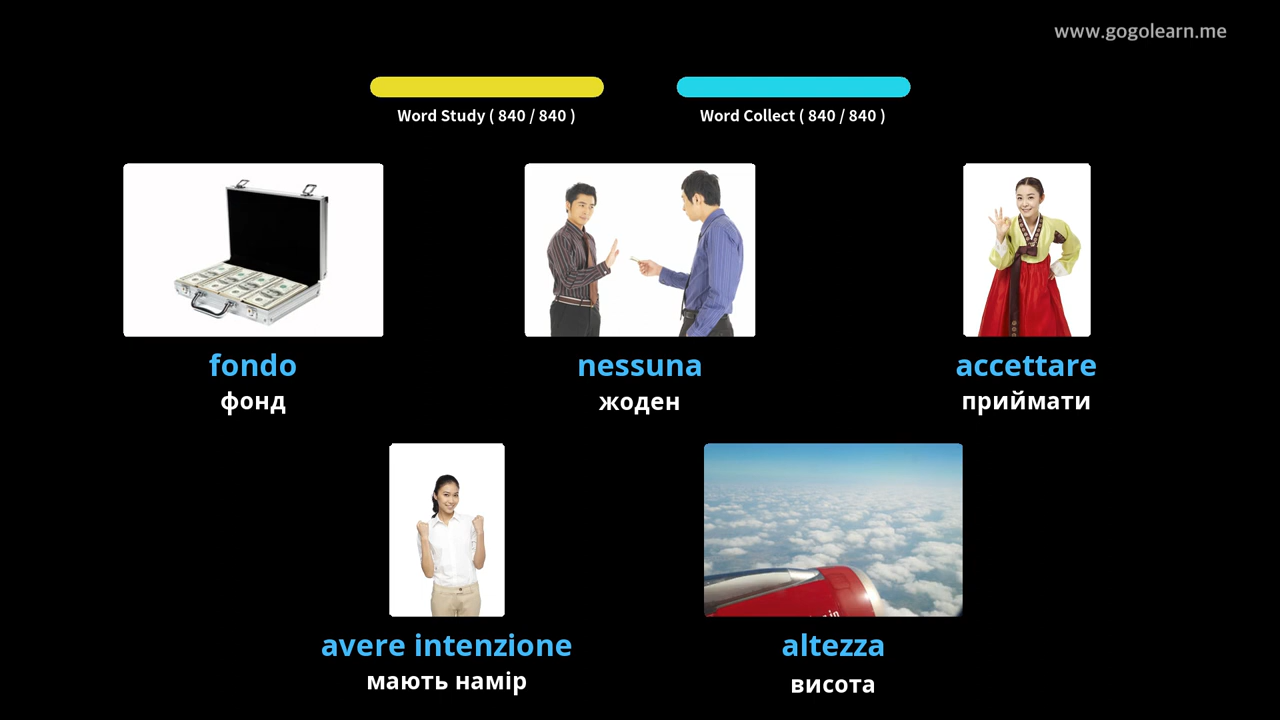 www.gogolearn.me
Word Study ( 840 / 840 )
Word Collect ( 840 / 840 )
fondo
фонд
nessuna
жоден
accettare
приймати
avere intenzione
мають намір
altezza
висота